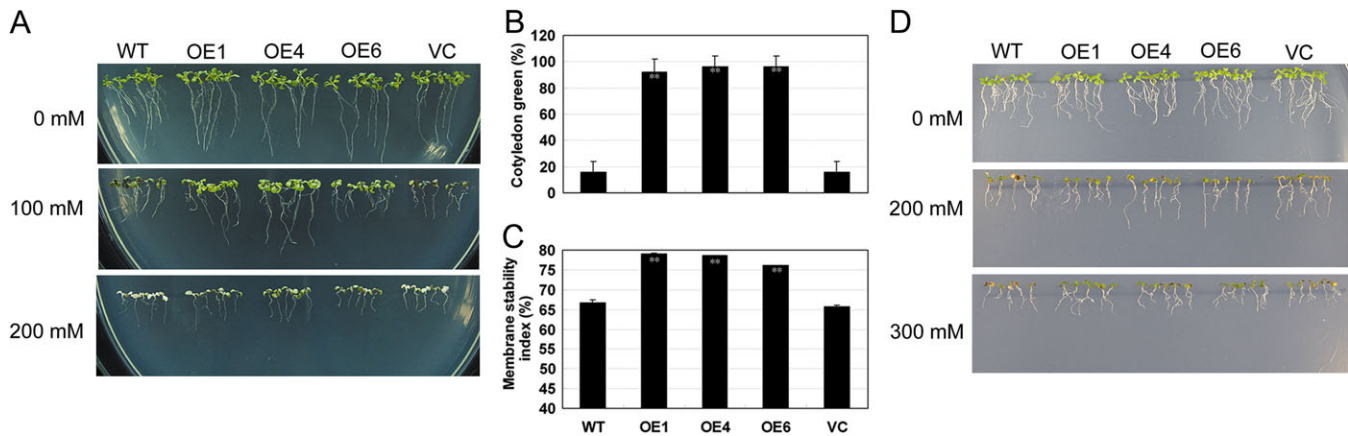 A
WT OE1 OE4 OE6 VC
0 mM
100 mM
200 mM
B
Cotyledon green (%)
120
100
80
60
40
20
0
** ** **
C
Membrane stability
index (%)
80
75
70
65
60
55
50
45
40
** ** **
WT OE1 OE4 OE6 VC
D
WT OE1 OE4 OE6 VC
0 mM
200 mM
300 mM